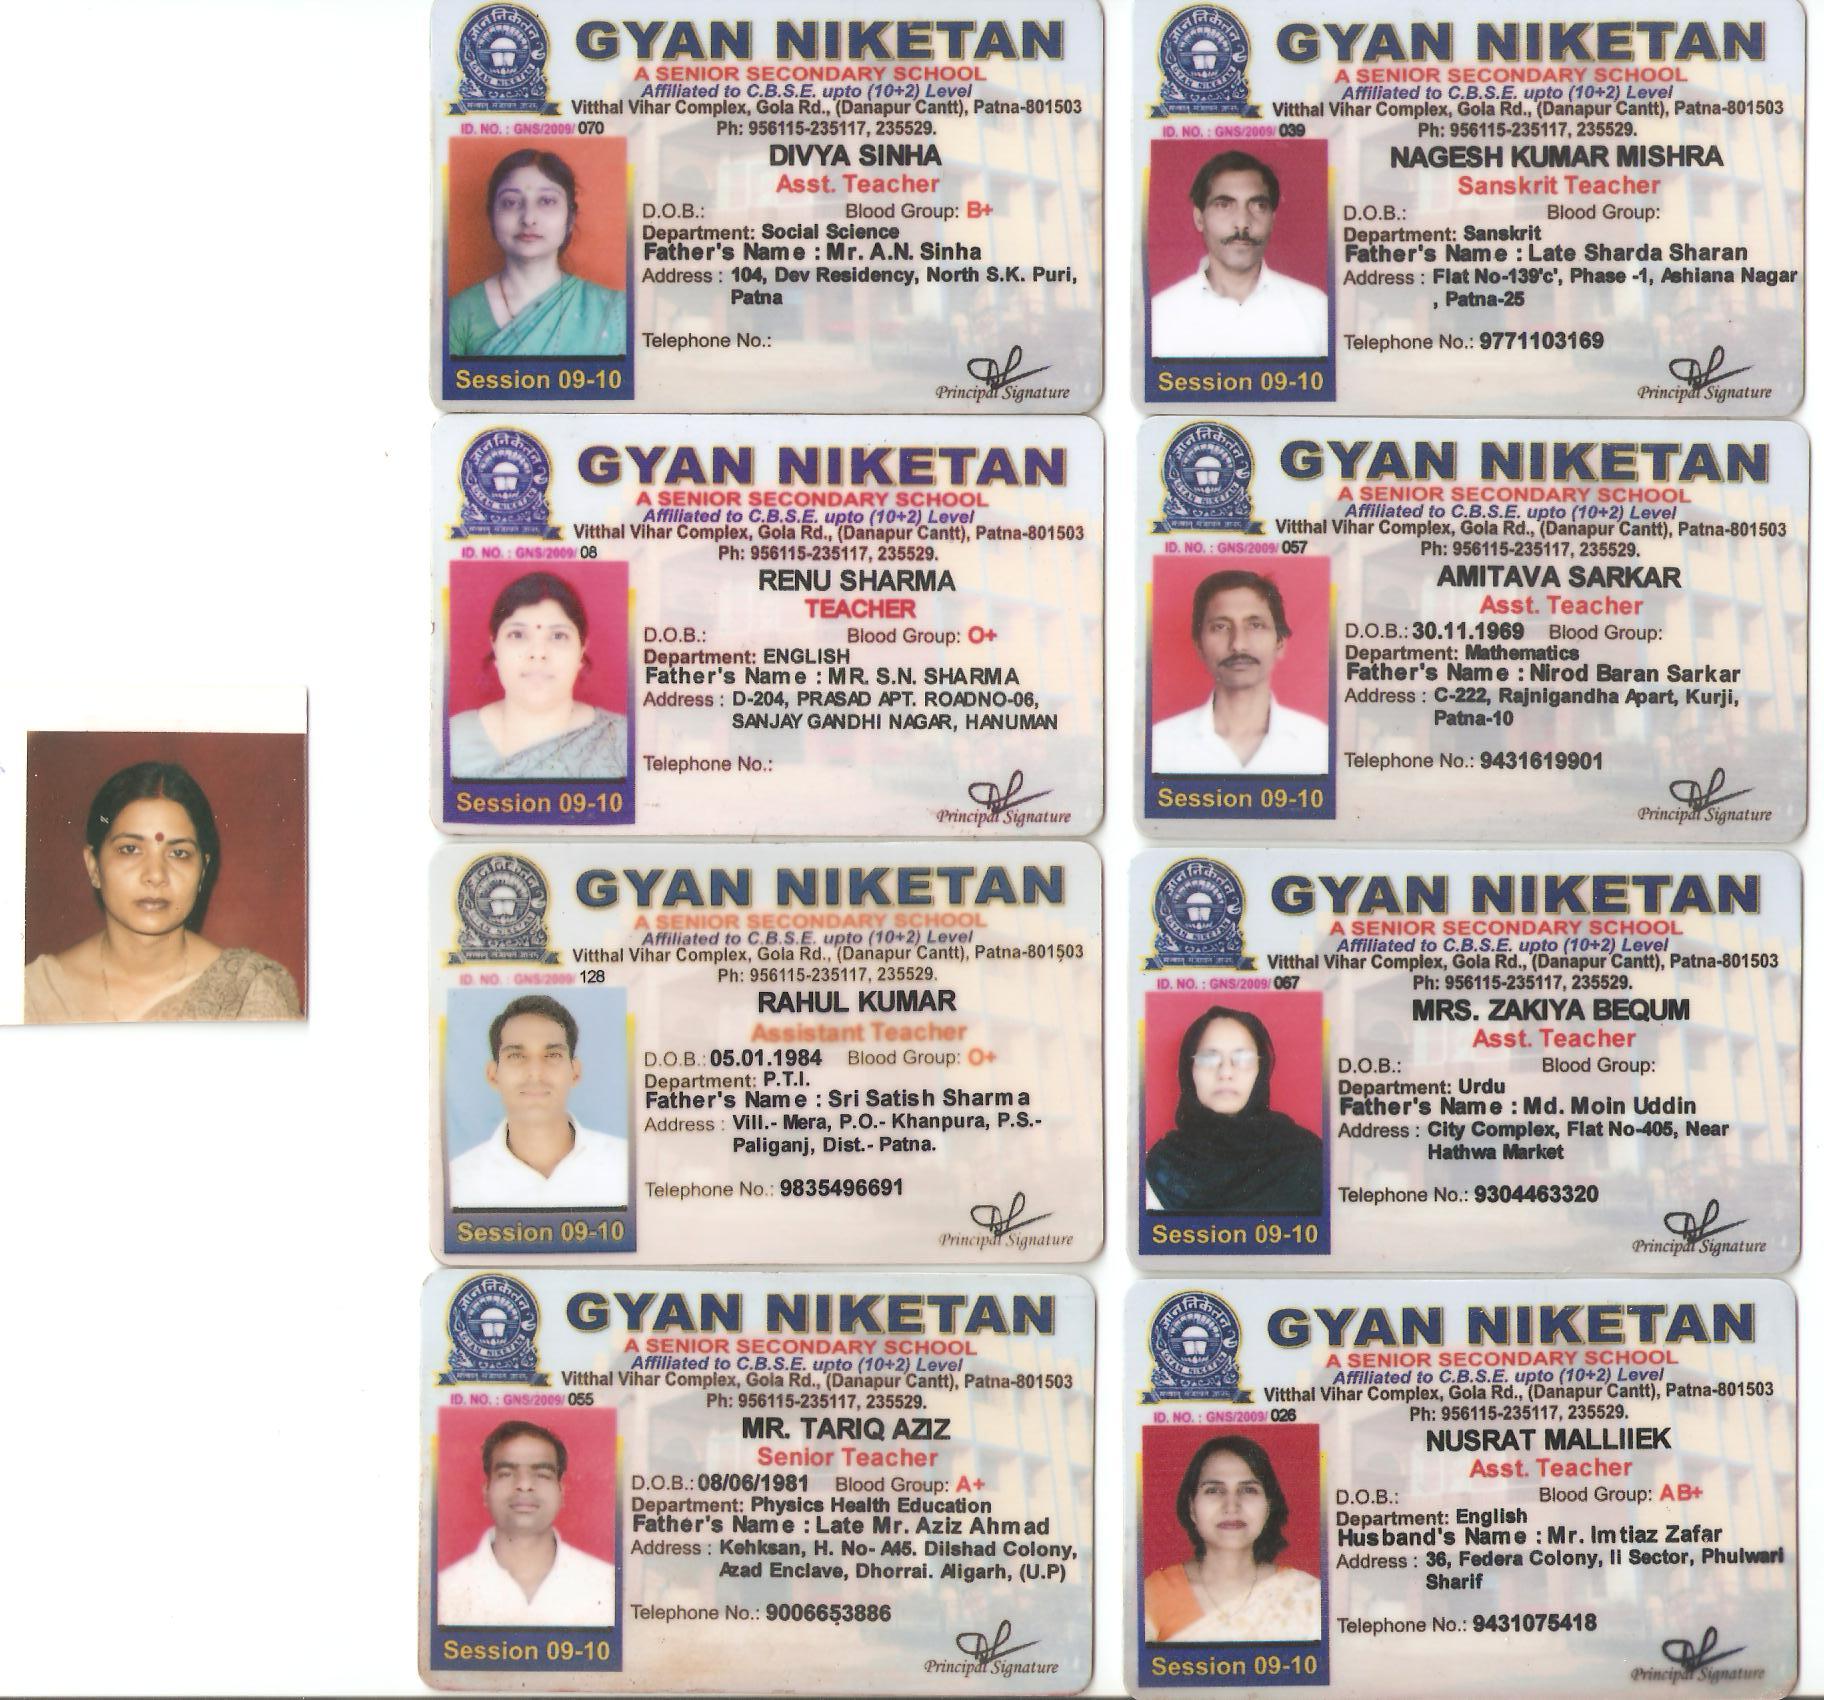 GYAN NIKETAN
A SENIOR SECONDARY SCHOOL
Affiliated to C.B.S.E. upto (10+2) Level
Vitthal Vihar Complex, Gola Rd., (Danapur Cantt), Patna-801503
ID. NO. : GNS/2009/ 070 Ph: 956115-235117, 235529.
DIVYA SINHA
Asst. Teacher
D.O.B.: Blood Group: B+
Department: Social Science
Father's Name : Mr. A.N. Sinha
Address : 104, Dev Residency, North S.K. Puri,
Patna
Telephone No.:
Session 09-10
Principal Signature
GYAN NIKETAN
A SENIOR SECONDARY SCHOOL
Affiliated to C.B.S.E. upto (10+2) Level
Vitthal Vihar Complex, Gola Rd., (Danapur Cantt), Patna-801503
ID. NO. : GNS/2009/ 039 Ph: 956115-235117, 235529.
NAGESH KUMAR MISHRA
Sanskrit Teacher
D.O.B.: Blood Group:
Department: Sanskrit
Father's Name : Late Sharda Sharan
Address : Flat No-139'c', Phase -1, Ashiana Nagar
, Patna-25
Telephone No.: 9771103169
Session 09-10
Principal Signature
GYAN NIKETAN
A SENIOR SECONDARY SCHOOL
Affiliated to C.B.S.E. upto (10+2) Level
Vitthal Vihar Complex, Gola Rd., (Danapur Cantt), Patna-801503
ID. NO. : GNS/2009/ 08 Ph: 956115-235117, 235529.
RENU SHARMA
TEACHER
D.O.B.: Blood Group: O+
Department: ENGLISH
Father's Name : MR. S.N. SHARMA
Address : D-204, PRASAD APT. ROADNO-06,
SANJAY GANDHI NAGAR, HANUMAN
Telephone No.:
Session 09-10
Principal Signature
GYAN NIKETAN
A SENIOR SECONDARY SCHOOL
Affiliated to C.B.S.E. upto (10+2) Level
Vitthal Vihar Complex, Gola Rd., (Danapur Cantt), Patna-801503
ID. NO. : GNS/2009/ 057 Ph: 956115-235117, 235529.
AMITAVA SARKAR
Asst. Teacher
D.O.B.: 30.11.1969 Blood Group:
Department: Mathematics
Father's Name : Nirod Baran Sarkar
Address : C-222, Rajnigandha Apart, Kurji,
Patna-10
Telephone No.: 9431619901
Session 09-10
Principal Signature
GYAN NIKETAN
A SENIOR SECONDARY SCHOOL
Affiliated to C.B.S.E. upto (10+2) Level
Vitthal Vihar Complex, Gola Rd., (Danapur Cantt), Patna-801503
ID. NO. : GNS/2009/ 128 Ph: 956115-235117, 235529.
RAHUL KUMAR
Assistant Teacher
D.O.B.: 05.01.1984 Blood Group: O+
Department: P.T.I.
Father's Name : Sri Satish Sharma
Address : Vill.- Mera, P.O.- Khanpura, P.S.-
Paliganj, Dist.- Patna.
Telephone No.: 9835496691
Session 09-10
Principal Signature
GYAN NIKETAN
A SENIOR SECONDARY SCHOOL
Affiliated to C.B.S.E. upto (10+2) Level
Vitthal Vihar Complex, Gola Rd., (Danapur Cantt), Patna-801503
ID. NO. : GNS/2009/ 067 Ph: 956115-235117, 235529.
MRS. ZAKIYA BEQUM
Asst. Teacher
D.O.B.: Blood Group:
Department: Urdu
Father's Name : Md. Moin Uddin
Address : City Complex, Flat No-405, Near
Hathwa Market
Telephone No.: 9304463320
Session 09-10
Principal Signature
GYAN NIKETAN
A SENIOR SECONDARY SCHOOL
Affiliated to C.B.S.E. upto (10+2) Level
Vitthal Vihar Complex, Gola Rd., (Danapur Cantt), Patna-801503
ID. NO. : GNS/2009/ 055 Ph: 956115-235117, 235529.
MR. TARIQ AZIZ
Senior Teacher
D.O.B.: 08/06/1981 Blood Group: A+
Department: Physics Health Education
Father's Name : Late Mr. Aziz Ahmad
Address : Kehksan, H. No- A45. Dilshad Colony,
Azad Enclave, Dhorrai. Aligarh, (U.P)
Telephone No.: 9006653886
Session 09-10
Principal Signature
GYAN NIKETAN
A SENIOR SECONDARY SCHOOL
Affiliated to C.B.S.E. upto (10+2) Level
Vitthal Vihar Complex, Gola Rd., (Danapur Cantt), Patna-801503
ID. NO. : GNS/2009/ 026 Ph: 956115-235117, 235529.
NUSRAT MALLIIEK
Asst. Teacher
D.O.B.: Blood Group: AB+
Department: English
Husband's Name : Mr. Imtiaz Zafar
Address : 36, Federa Colony, II Sector, Phulwari
Sharif
Telephone No.: 9431075418
Session 09-10
Principal Signature